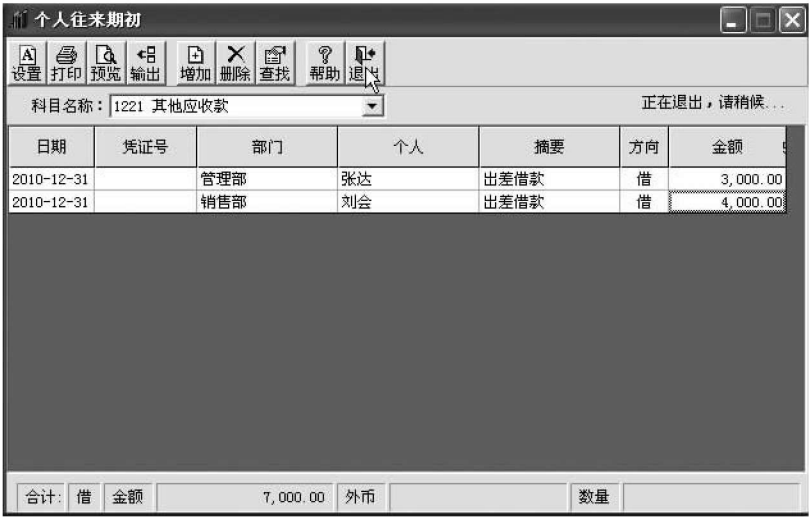 个人往来期初
设置 打印 预览 输出 增加 删除 查找 帮助 退出
科目名称： 1221 其他应收款 正在退出，请稍候...
日期 凭证号 部门 个人 摘要 方向 金额
2010-12-31 管理部 张达 出差借款 借 3,000.00
2010-12-31 销售部 刘会 出差借款 借 4,000.00
合计: 借 金额 7,000.00 外币 数量